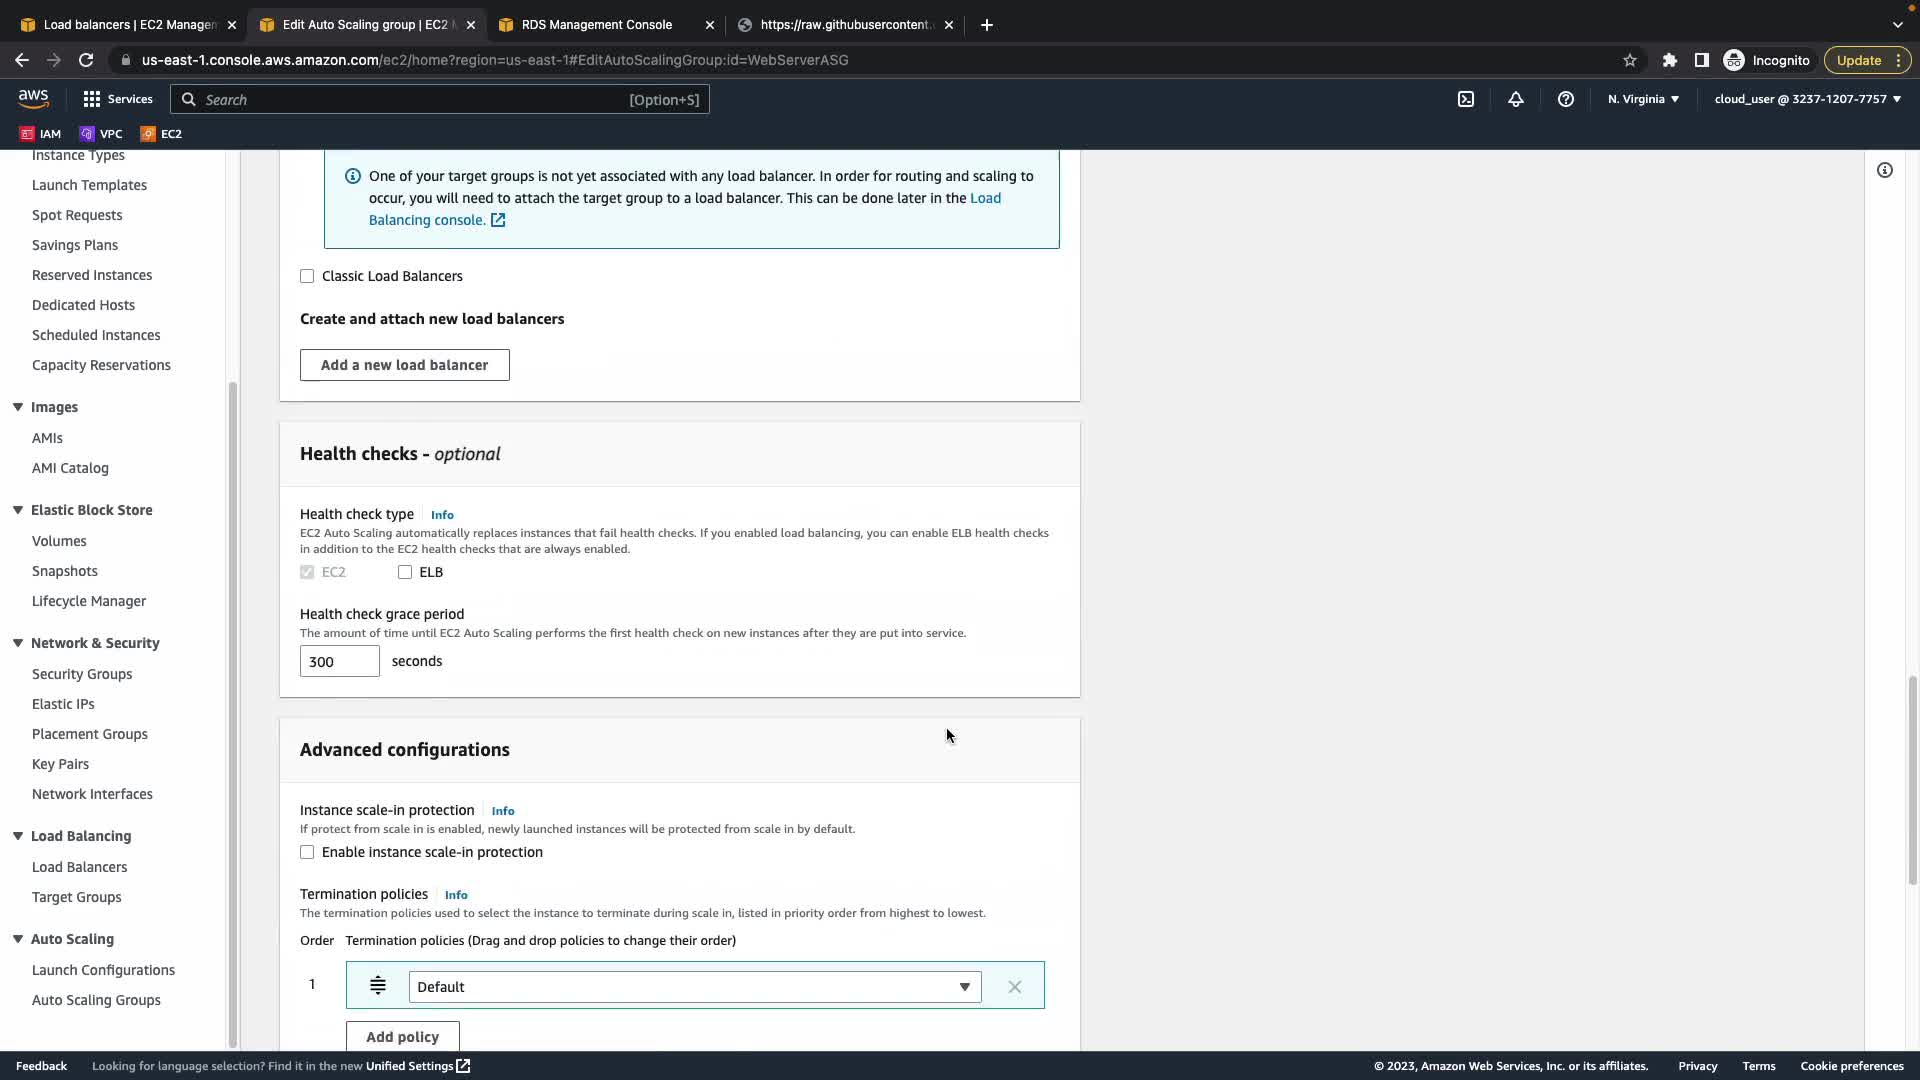 Load balancers | EC2 Managem
Edit Auto Scaling group | EC2 M
RDS Management Console
https://raw.githubusercontent.
us-east-1.console.aws.amazon.com/ec2/home?region=us-east-1#EditAutoScalingGroup:id=WebServerASG
Incognito
Update
aws
Services
Search
[Option+S]
N. Virginia
cloud_user @ 3237-1207-7757
IAM
VPC
EC2
Instance Types
Launch Templates
Spot Requests
Savings Plans
Reserved Instances
Dedicated Hosts
Scheduled Instances
Capacity Reservations
Images
AMIs
AMI Catalog
Elastic Block Store
Volumes
Snapshots
Lifecycle Manager
Network & Security
Security Groups
Elastic IPs
Placement Groups
Key Pairs
Network Interfaces
Load Balancing
Load Balancers
Target Groups
Auto Scaling
Launch Configurations
Auto Scaling Groups
One of your target groups is not yet associated with any load balancer. In order for routing and scaling to
occur, you will need to attach the target group to a load balancer. This can be done later in the Load
Balancing console.
Classic Load Balancers
Create and attach new load balancers
Add a new load balancer
Health checks - optional
Health check type Info
EC2 Auto Scaling automatically replaces instances that fail health checks. If you enabled load balancing, you can enable ELB health checks
in addition to the EC2 health checks that are always enabled.
EC2 ELB
Health check grace period
The amount of time until EC2 Auto Scaling performs the first health check on new instances after they are put into service.
300 seconds
Advanced configurations
Instance scale-in protection Info
If protect from scale in is enabled, newly launched instances will be protected from scale in by default.
Enable instance scale-in protection
Termination policies Info
The termination policies used to select the instance to terminate during scale in, listed in priority order from highest to lowest.
Order Termination policies (Drag and drop policies to change their order)
1 Default
Add policy
Feedback
Looking for language selection? Find it in the new Unified Settings
© 2023, Amazon Web Services, Inc. or its affiliates.
Privacy
Terms
Cookie preferences